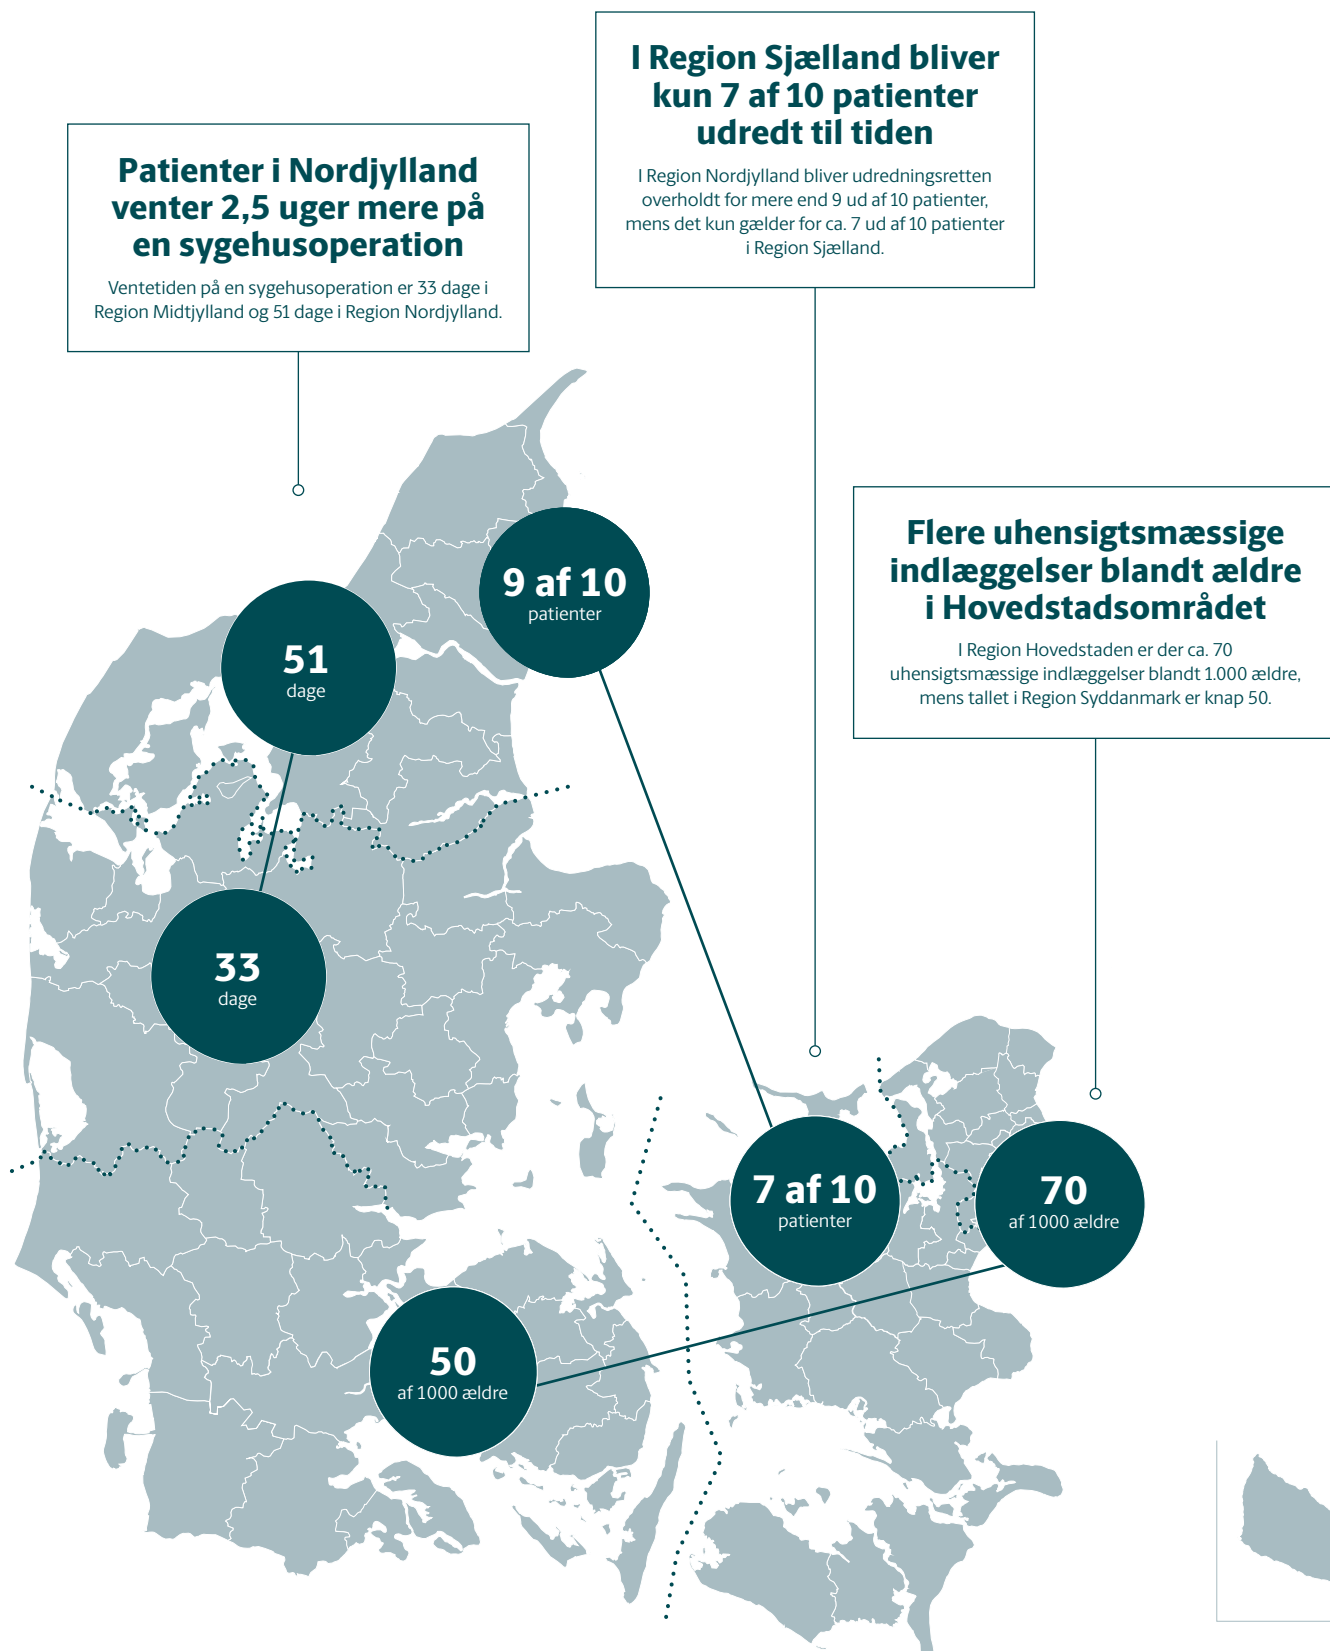 I Region Sjælland bliver
kun 7 af 10 patienter
udredt til tiden
I Region Nordjylland bliver udredningsretten
overholdt for mere end 9 ud af 10 patienter,
mens det kun gælder for ca. 7 ud af 10 patienter
i Region Sjælland.
Patienter i Nordjylland
venter 2,5 uger mere på
en sygehusoperation
Ventetiden på en sygehusoperation er 33 dage i
Region Midtjylland og 51 dage i Region Nordjylland.
Flere uhensigtsmæssige
indlæggelser blandt ældre
i Hovedstadsområdet
I Region Hovedstaden er der ca. 70
uhensigtsmæssige indlæggelser blandt 1.000 ældre,
mens tallet i Region Syddanmark er knap 50.
9 af 10
patienter
51
dage
33
dage
7 af 10
patienter
70
af 1000 ældre
50
af 1000 ældre